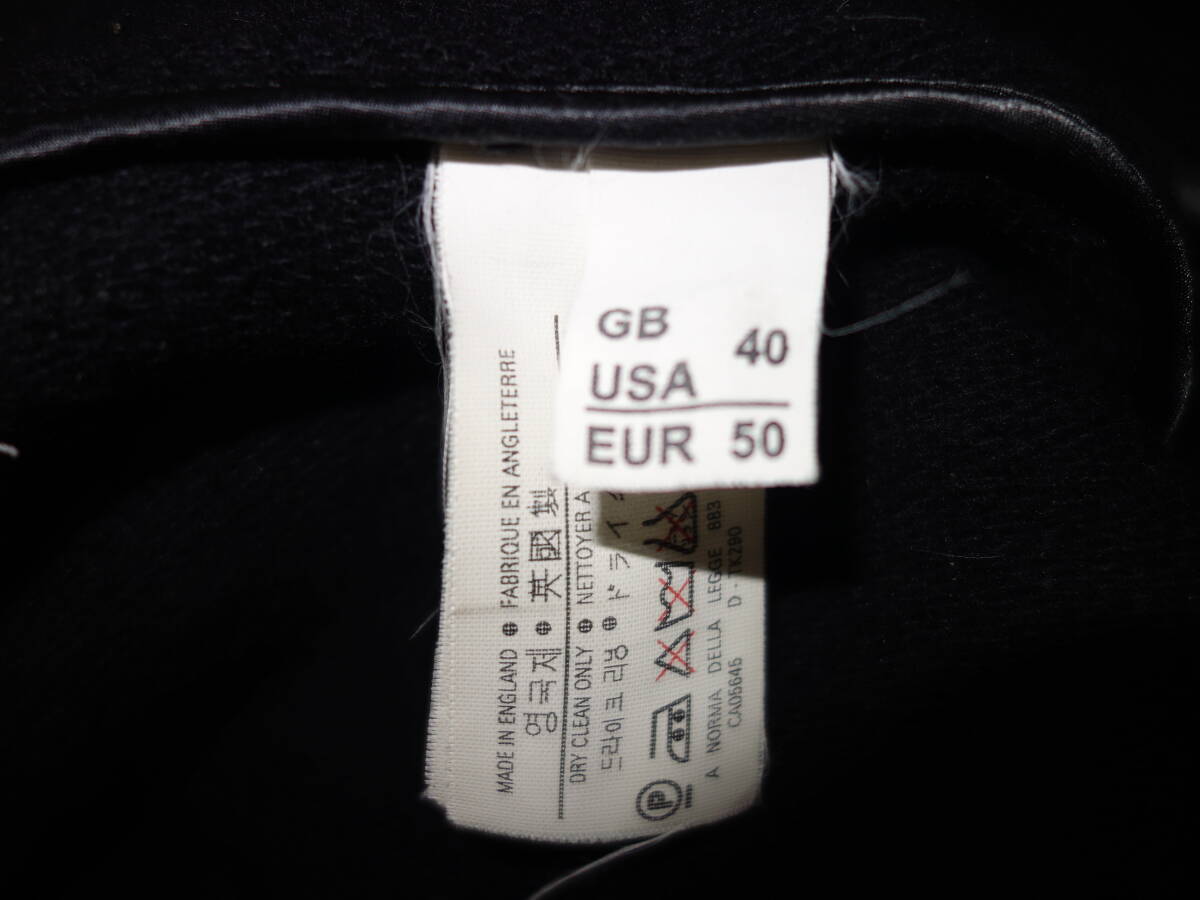 GB
USA 40
EUR 50
MADE IN ENGLAND ● FABRIQUE EN ANGLETERRE
영국제 ● 英國製
DRY CLEAN ONLY ● NETTOYER A
드라이크리닝 ● ドライ
P
A NORMA DELLA LEGGE 883
CA05645 D - TK290